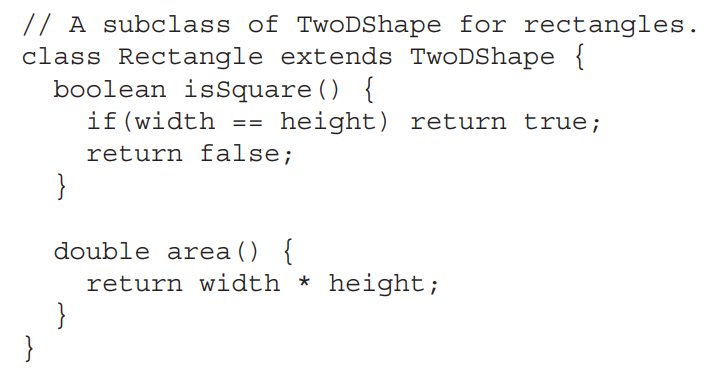 // A subclass of TwoDShape for rectangles.
class Rectangle extends TwoDShape {
  boolean isSquare() {
    if(width == height) return true;
    return false;
  }

  double area() {
    return width * height;
  }
}